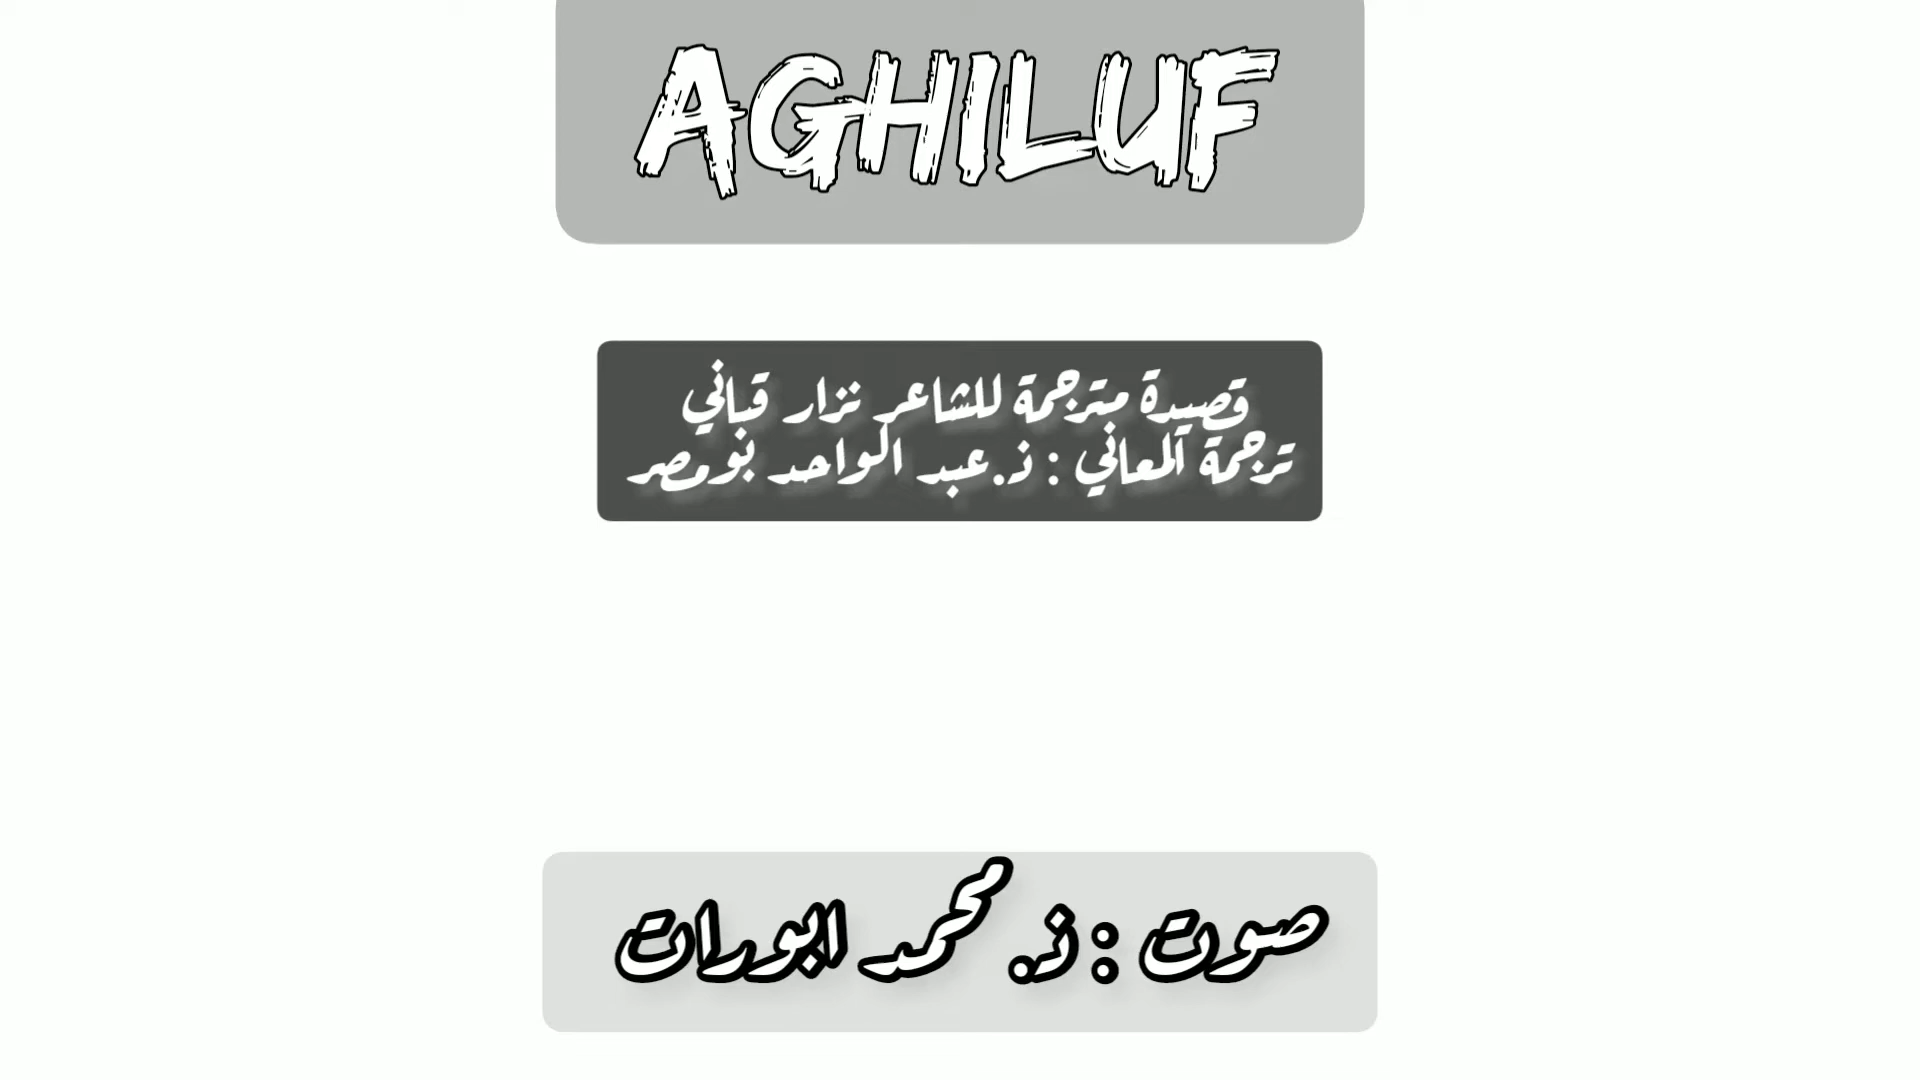 AGHILUF
قصيدة مترجمة للشاعر نزار قباني
ترجمة المعاني : ذ.عبد الواحد بومصر
صوت : ذ. محمد ابورات